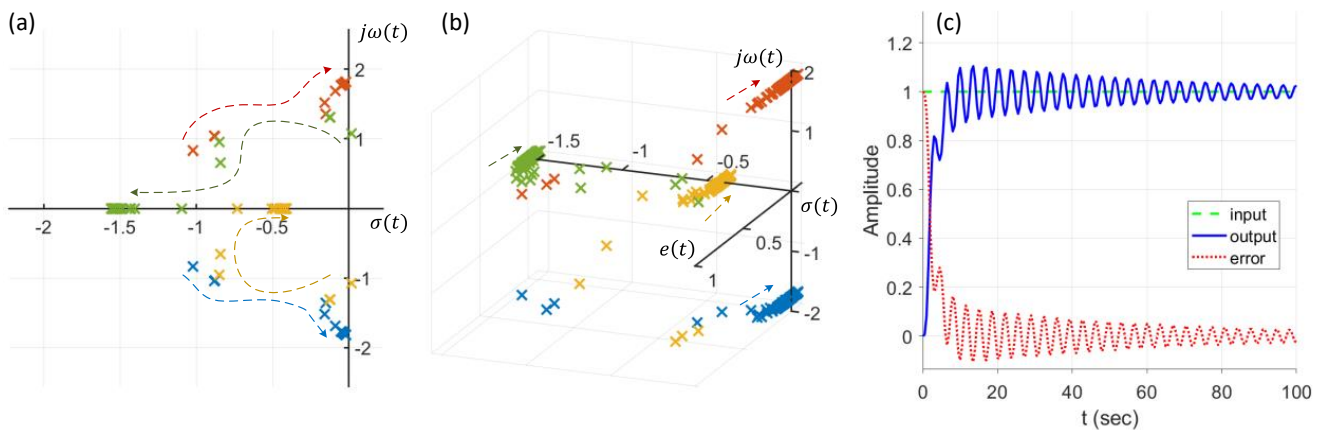 (a)
jω(t)
2
1
-2
-1.5
-1
-0.5
σ(t)
-1
-2
(b)
jω(t)
2
1
-1.5
-1
-0.5
σ(t)
e(t)
0.5
1
-1
-2
(c)
1.2
1
0.8
0.6
0.4
0.2
0
Amplitude
input
output
error
0 20 40 60 80 100
t (sec)